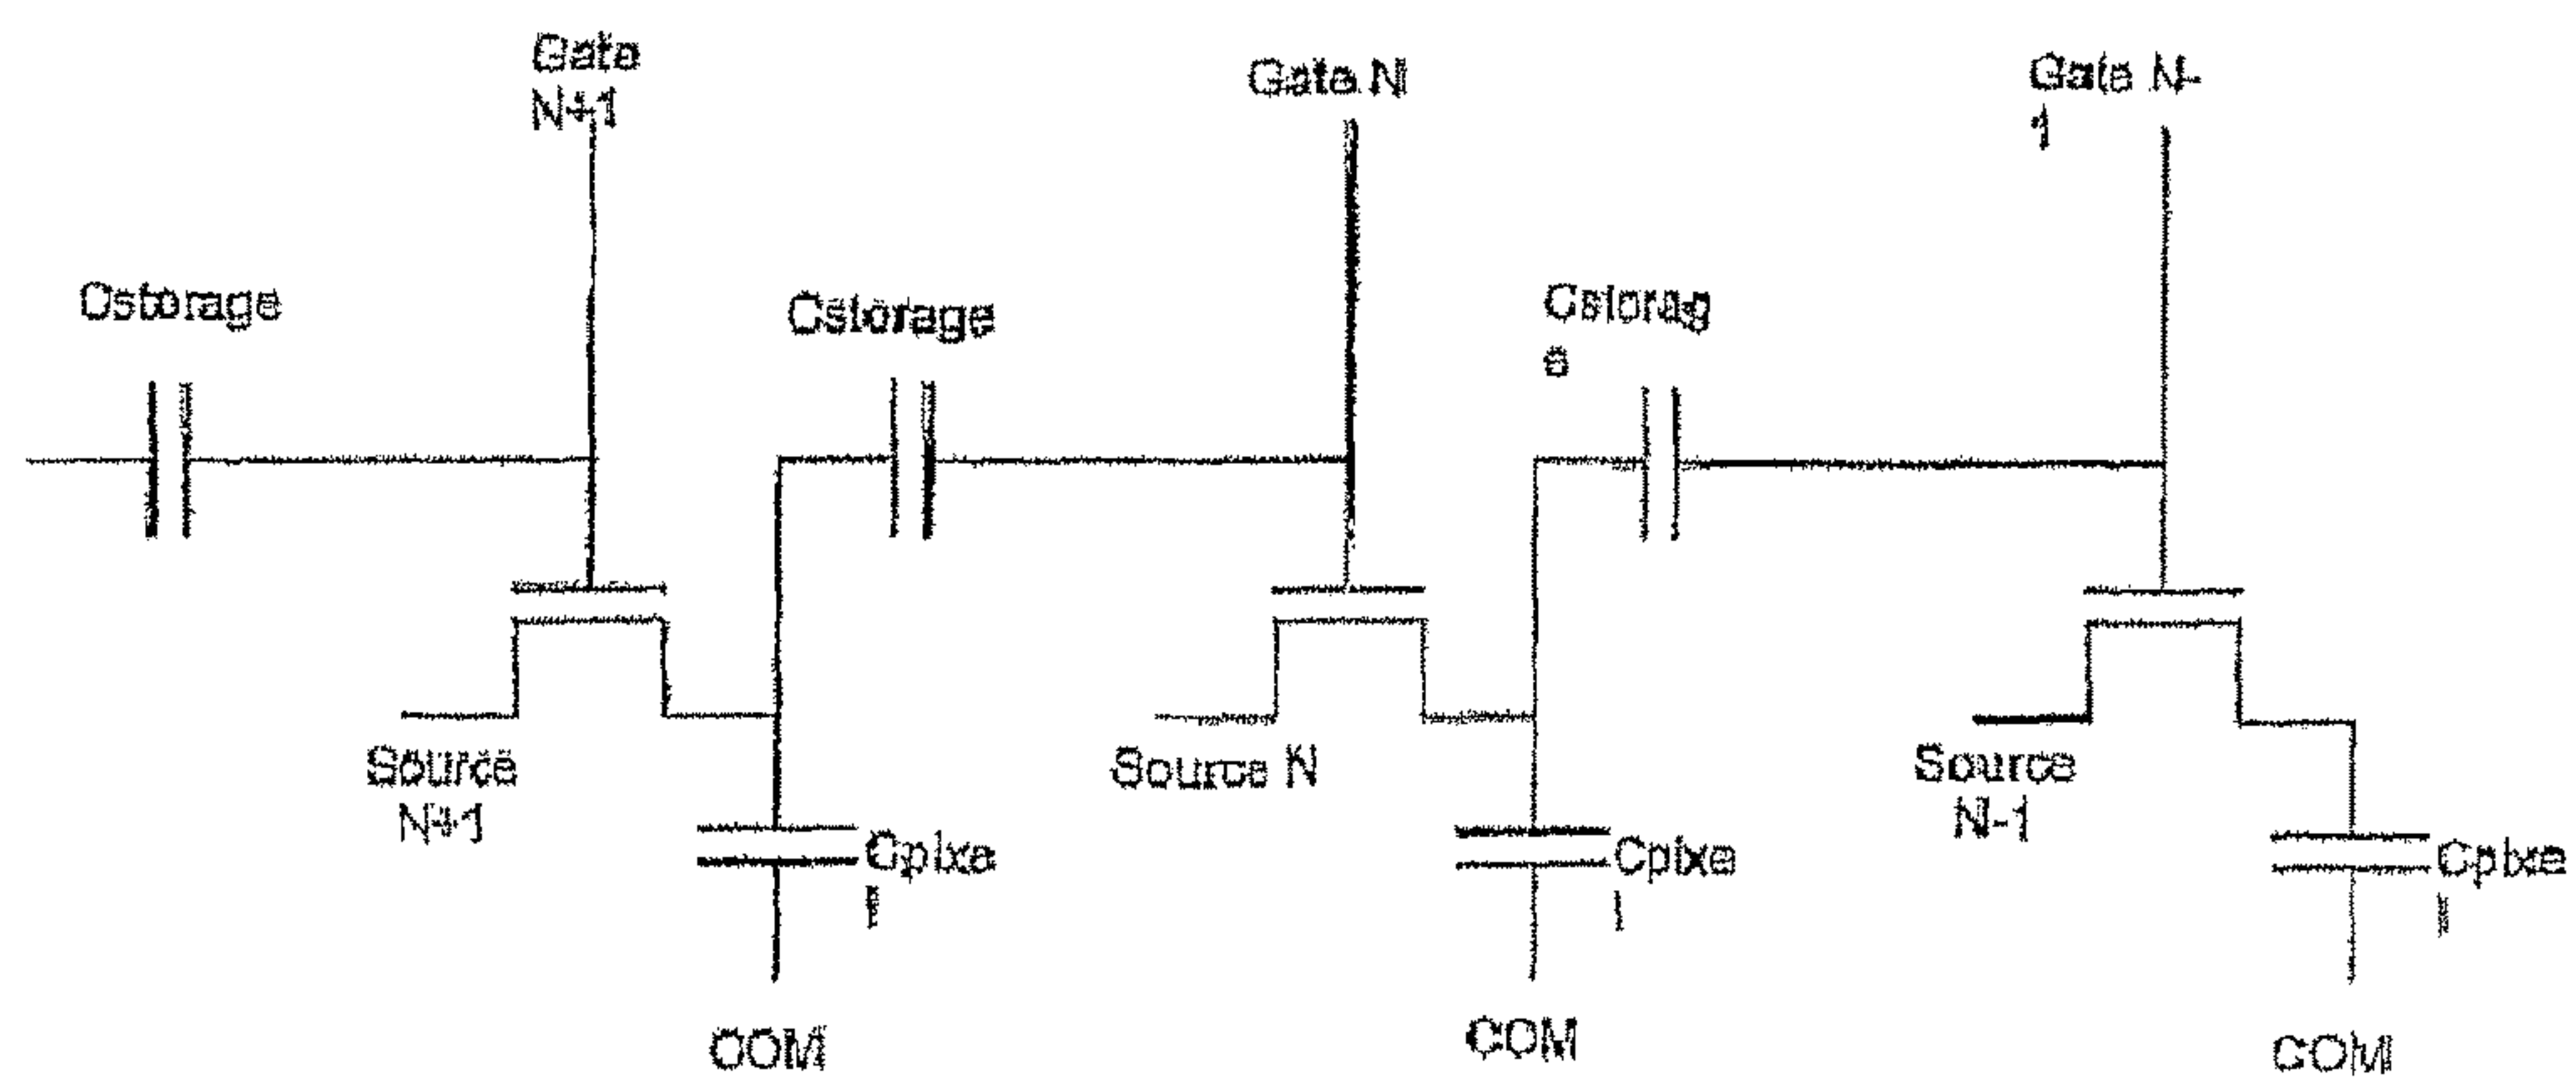 Gate
N+1
Gate N
Gate N-
1
Cstorage
Cstorage
Cstorag
e
Source
N+1
Source N
Source
N-1
Cpixe
l
Cpixe
l
Cpixe
l
COM
COM
COM